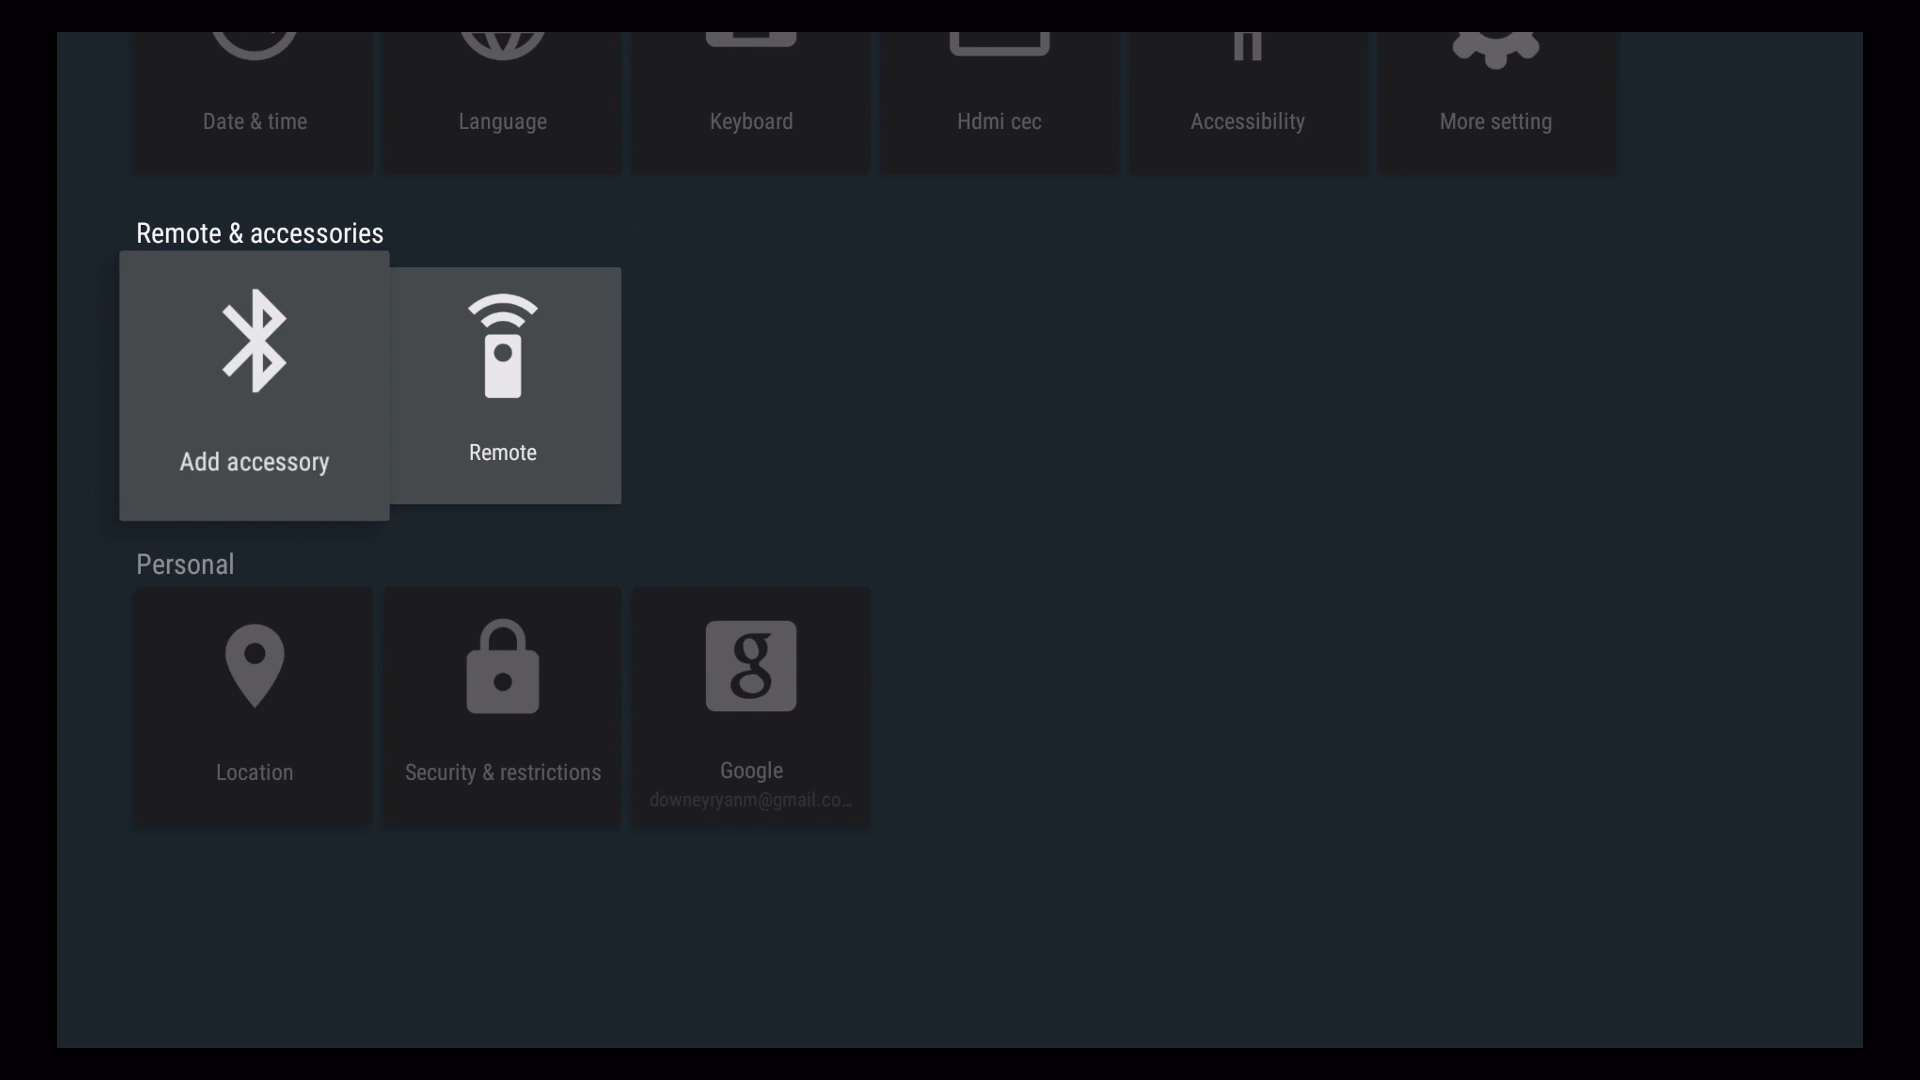 Date & time
Language
Keyboard
Hdmi cec
Accessibility
More setting
Remote & accessories
Add accessory
Remote
Personal
Location
Security & restrictions
Google
downeyryanm@gmail.co...